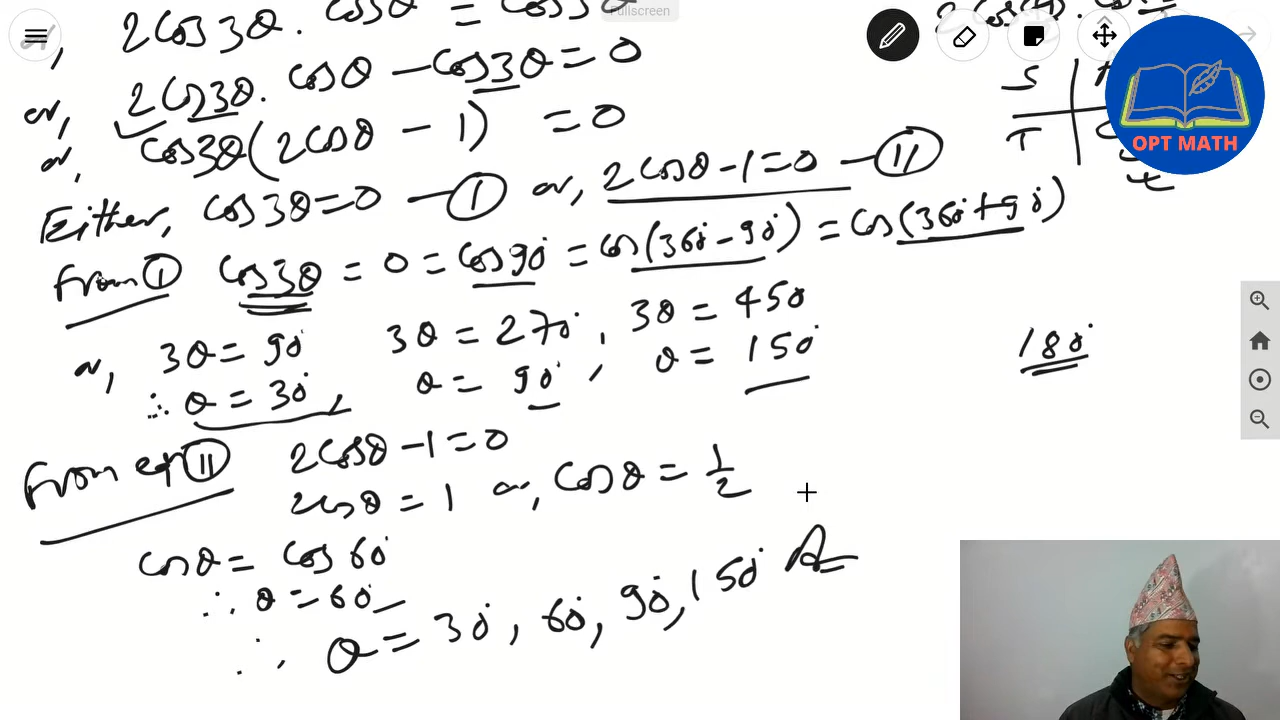 Fullscreen
or, 2cos3θ. cosθ = cos3θ
or, 2cos3θ. cosθ – cos3θ = 0
or, cos3θ(2cosθ – 1) = 0
Either, cos3θ = 0 – (I) or, 2cosθ – 1 = 0 – (II)
From (I) cos3θ = 0 = cos90° = cos(360° – 90°) = cos(360° + 90°)
or, 3θ = 90° 3θ = 270°, 3θ = 450
∴ θ = 30°, θ = 90°, θ = 150°
180°
From eqn (II) 2cosθ – 1 = 0
2cosθ = 1 or, cosθ = 1/2
cosθ = cos60°
∴ θ = 60°
∴ θ = 30°, 60°, 90°, 150° A
S
T C
OPT MATH